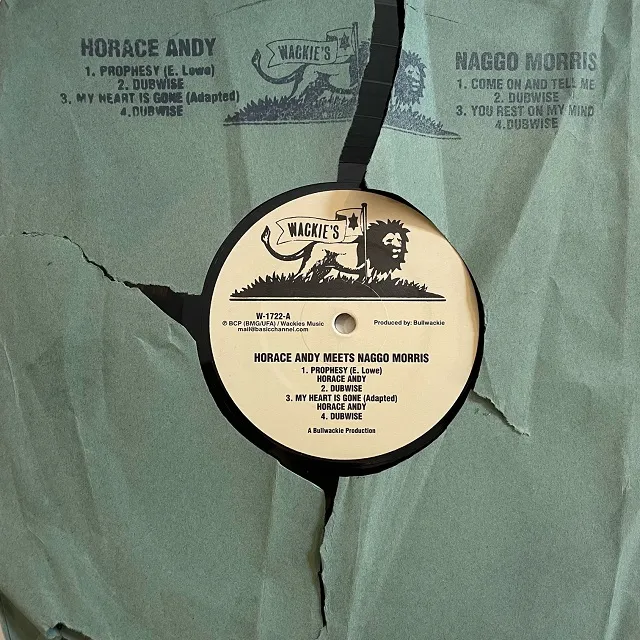 HORACE ANDY
1. PROPHESY (E. Lowe)
2. DUBWISE
3. MY HEART IS GONE (Adapted)
4. DUBWISE
WACKIE'S
NAGGO MORRIS
1. COME ON AND TELL ME
2. DUBWISE
3. YOU REST ON MY MIND
4. DUBWISE
WACKIE'S
W-1722-A
℗ BCP (BMG/UFA) / Wackies Music
mail@basicchannel.com
Produced by: Bullwackie
HORACE ANDY MEETS NAGGO MORRIS
1. PROPHESY (E. Lowe)
HORACE ANDY
2. DUBWISE
3. MY HEART IS GONE (Adapted)
HORACE ANDY
4. DUBWISE
A Bullwackie Production